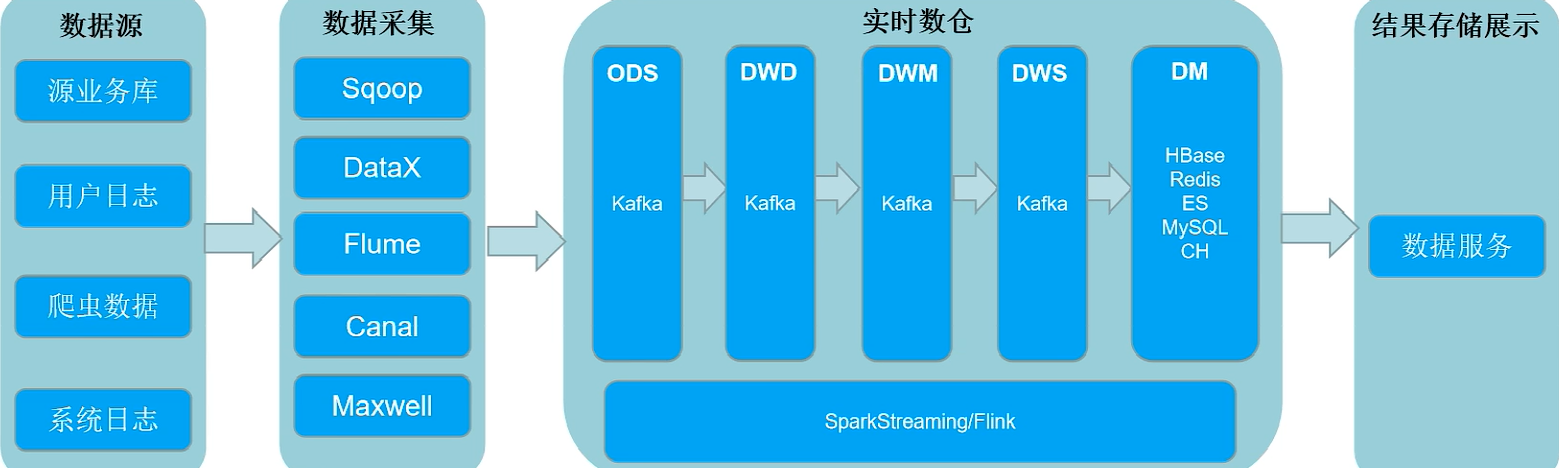 数据源
源业务库
用户日志
爬虫数据
系统日志
数据采集
Sqoop
DataX
Flume
Canal
Maxwell
实时数仓
ODS
Kafka
DWD
Kafka
DWM
Kafka
DWS
Kafka
DM
HBase
Redis
ES
MySQL
CH
SparkStreaming/Flink
结果存储展示
数据服务